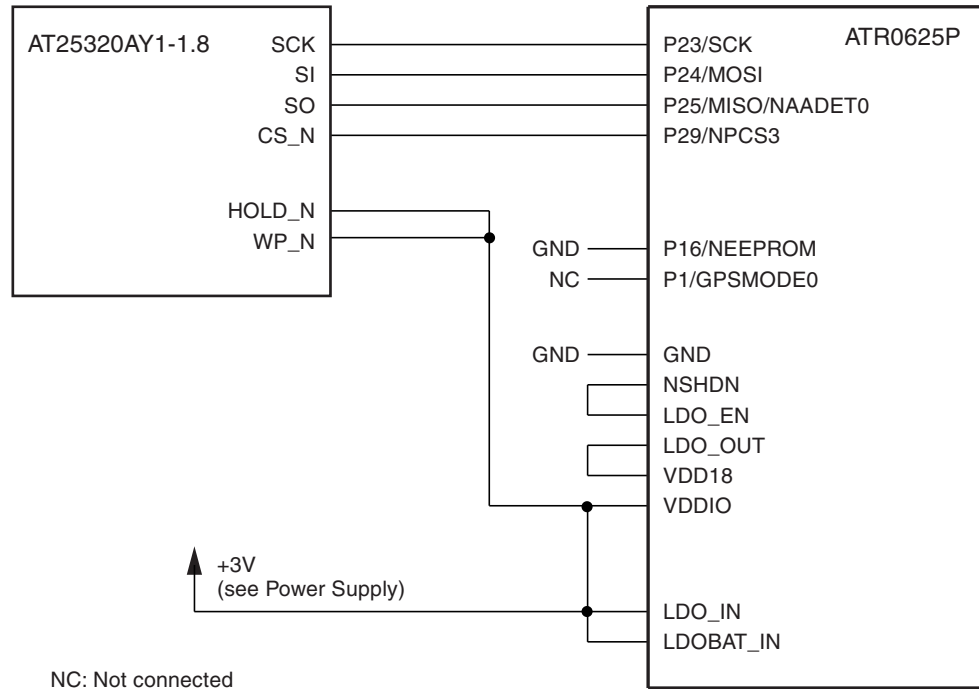 AT25320AY1-1.8
SCK
SI
SO
CS_N
HOLD_N
WP_N
ATR0625P
P23/SCK
P24/MOSI
P25/MISO/NAADET0
P29/NPCS3
GND
P16/NEEPROM
NC
P1/GPSMODE0
GND
GND
NSHDN
LDO_EN
LDO_OUT
VDD18
VDDIO
+3V
(see Power Supply)
LDO_IN
LDOBAT_IN
NC: Not connected